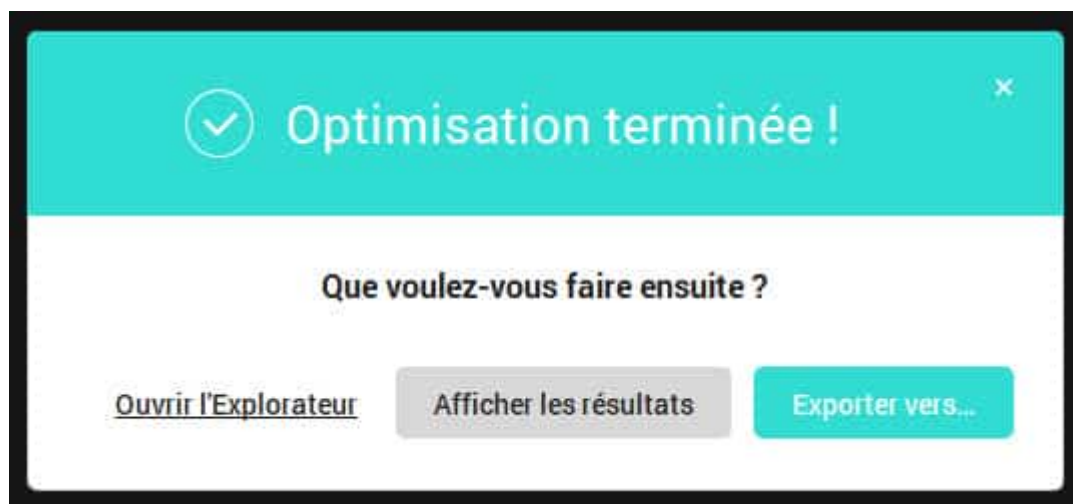 Optimisation terminée !
Que voulez-vous faire ensuite ?
Ouvrir l'Explorateur
Afficher les résultats
Exporter vers...